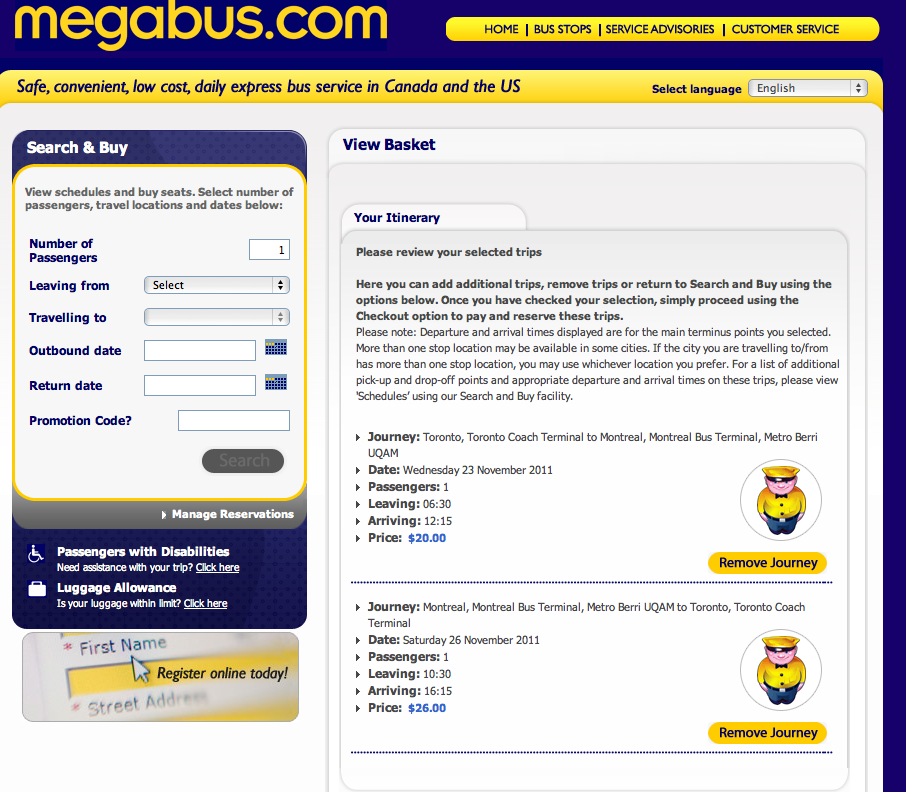 megabus.com
HOME | BUS STOPS | SERVICE ADVISORIES | CUSTOMER SERVICE
Safe, convenient, low cost, daily express bus service in Canada and the US
Select language English
Search & Buy
View schedules and buy seats. Select number of
passengers, travel locations and dates below:
Number of
Passengers
1
Leaving from Select
Travelling to
Outbound date
Return date
Promotion Code?
Search
Manage Reservations
Passengers with Disabilities
Need assistance with your trip? Click here
Luggage Allowance
Is your luggage within limit? Click here
* First Name
Register online today!
* Street Address
View Basket
Your Itinerary
Please review your selected trips
Here you can add additional trips, remove trips or return to Search and Buy using the
options below. Once you have checked your selection, simply proceed using the
Checkout option to pay and reserve these trips.
Please note: Departure and arrival times displayed are for the main terminus points you selected.
More than one stop location may be available in some cities. If the city you are travelling to/from
has more than one stop location, you may use whichever location you prefer. For a list of additional
pick-up and drop-off points and appropriate departure and arrival times on these trips, please view
'Schedules' using our Search and Buy facility.
Journey: Toronto, Toronto Coach Terminal to Montreal, Montreal Bus Terminal, Metro Berri
UQAM
Date: Wednesday 23 November 2011
Passengers: 1
Leaving: 06:30
Arriving: 12:15
Price: $20.00
Remove Journey
Journey: Montreal, Montreal Bus Terminal, Metro Berri UQAM to Toronto, Toronto Coach
Terminal
Date: Saturday 26 November 2011
Passengers: 1
Leaving: 10:30
Arriving: 16:15
Price: $26.00
Remove Journey